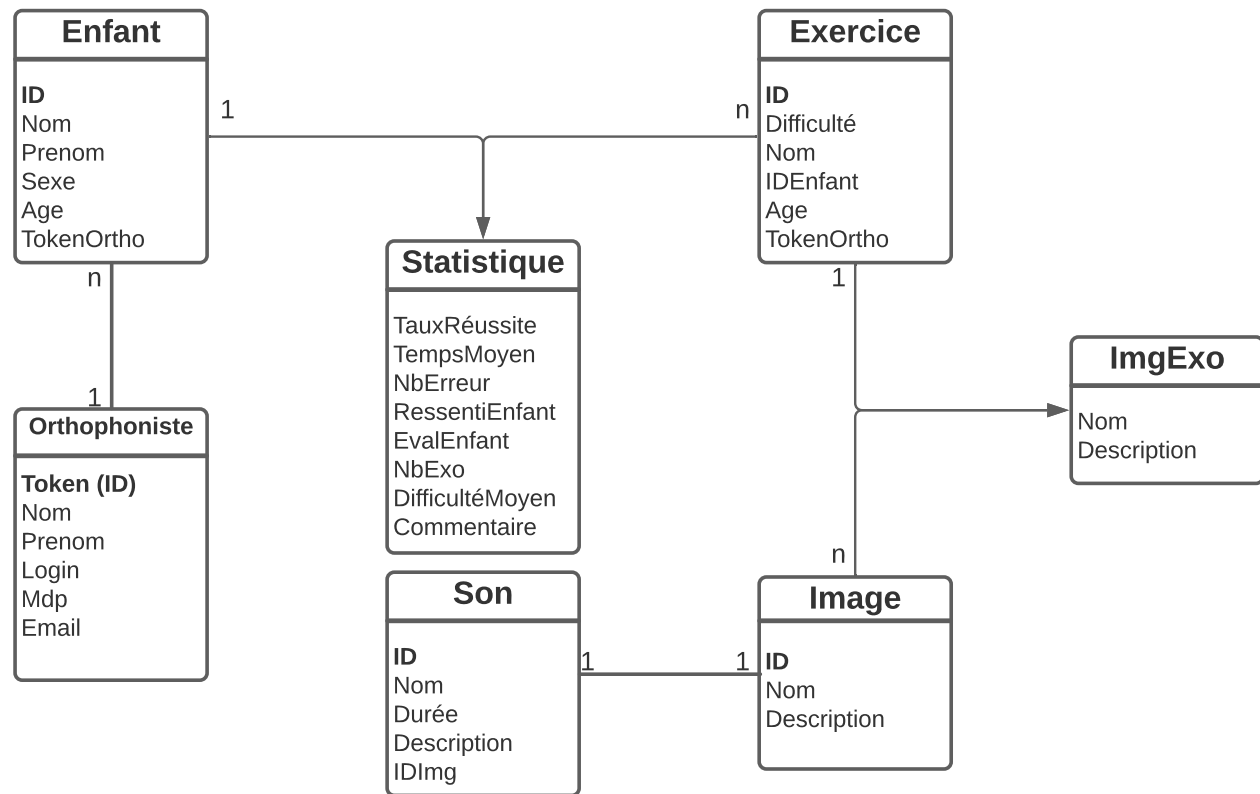 Enfant
ID
Nom
Prenom
Sexe
Age
TokenOrtho
1
n
Exercice
ID
Difficulté
Nom
IDEnfant
Age
TokenOrtho
n
1
Statistique
TauxRéussite
TempsMoyen
NbErreur
RessentiEnfant
EvalEnfant
NbExo
DifficultéMoyen
Commentaire
1
n
ImgExo
Nom
Description
Orthophoniste
Token (ID)
Nom
Prenom
Login
Mdp
Email
Son
ID
Nom
Durée
Description
IDImg
1
1
Image
ID
Nom
Description